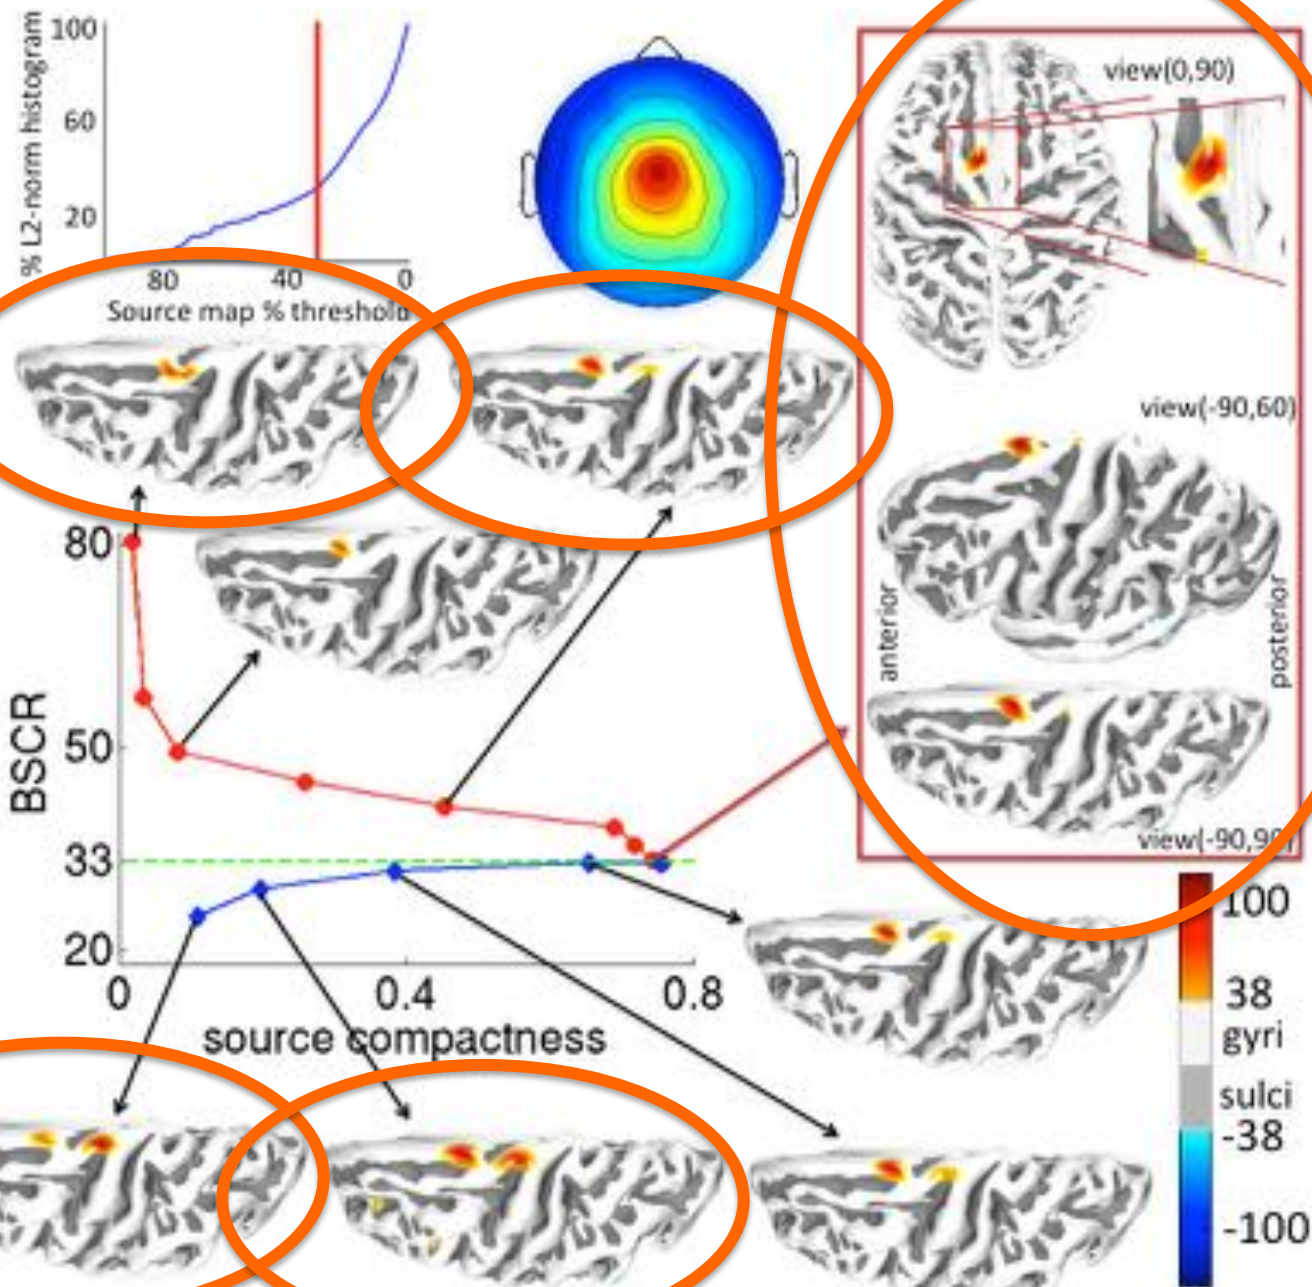 % L2-norm histogram
100
60
20
80 40 0
Source map % threshold
view(0,90)
view(-90,60)
anterior
posterior
view(-90,90)
BSCR
80
50
33
20
0 0.4 0.8
source compactness
100
38
gyri
sulci
-38
-100